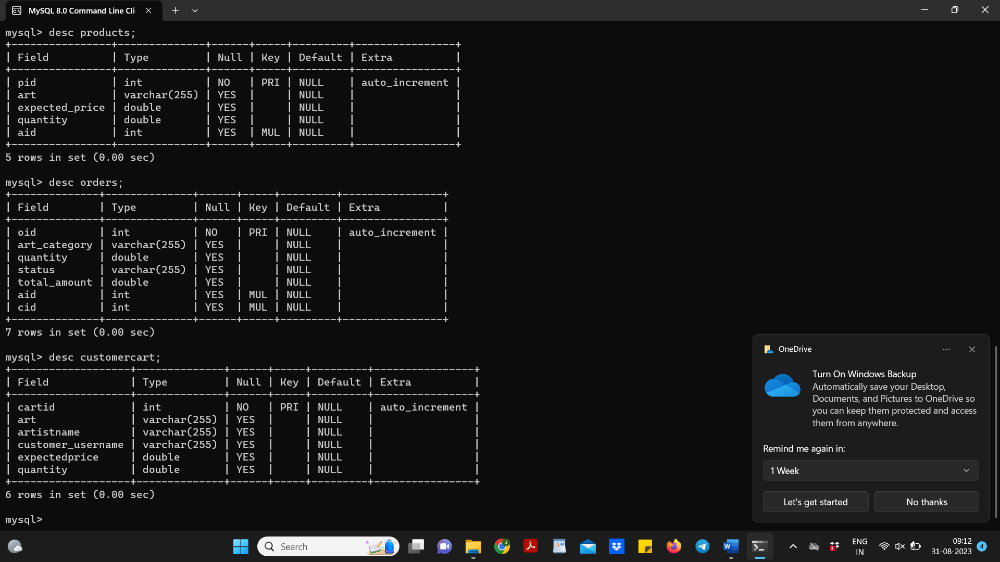 MySQL 8.0 Command Line Cli
mysql> desc products;
+----------------+--------------+------+-----+---------+----------------+
| Field          | Type         | Null | Key | Default | Extra          |
+----------------+--------------+------+-----+---------+----------------+
| pid            | int          | NO   | PRI | NULL    | auto_increment |
| art            | varchar(255) | YES  |     | NULL    |                |
| expected_price | double       | YES  |     | NULL    |                |
| quantity       | double       | YES  |     | NULL    |                |
| aid            | int          | YES  | MUL | NULL    |                |
+----------------+--------------+------+-----+---------+----------------+
5 rows in set (0.00 sec)
mysql> desc orders;
+--------------+--------------+------+-----+---------+----------------+
| Field        | Type         | Null | Key | Default | Extra          |
+--------------+--------------+------+-----+---------+----------------+
| oid          | int          | NO   | PRI | NULL    | auto_increment |
| art_category | varchar(255) | YES  |     | NULL    |                |
| quantity     | double       | YES  |     | NULL    |                |
| status       | varchar(255) | YES  |     | NULL    |                |
| total_amount | double       | YES  |     | NULL    |                |
| aid          | int          | YES  | MUL | NULL    |                |
| cid          | int          | YES  | MUL | NULL    |                |
+--------------+--------------+------+-----+---------+----------------+
7 rows in set (0.00 sec)
mysql> desc customercart;
+-------------------+--------------+------+-----+---------+----------------+
| Field             | Type         | Null | Key | Default | Extra          |
+-------------------+--------------+------+-----+---------+----------------+
| cartid            | int          | NO   | PRI | NULL    | auto_increment |
| art               | varchar(255) | YES  |     | NULL    |                |
| artistname        | varchar(255) | YES  |     | NULL    |                |
| customer_username | varchar(255) | YES  |     | NULL    |                |
| expectedprice     | double       | YES  |     | NULL    |                |
| quantity          | double       | YES  |     | NULL    |                |
+-------------------+--------------+------+-----+---------+----------------+
6 rows in set (0.00 sec)
mysql>
OneDrive
Turn On Windows Backup
Automatically save your Desktop,
Documents, and Pictures to OneDrive so
you can keep them protected and access
them from anywhere.
Remind me again in:
1 Week
Let's get started
No thanks
Search
ENG
IN
09:12
31-08-2023
4